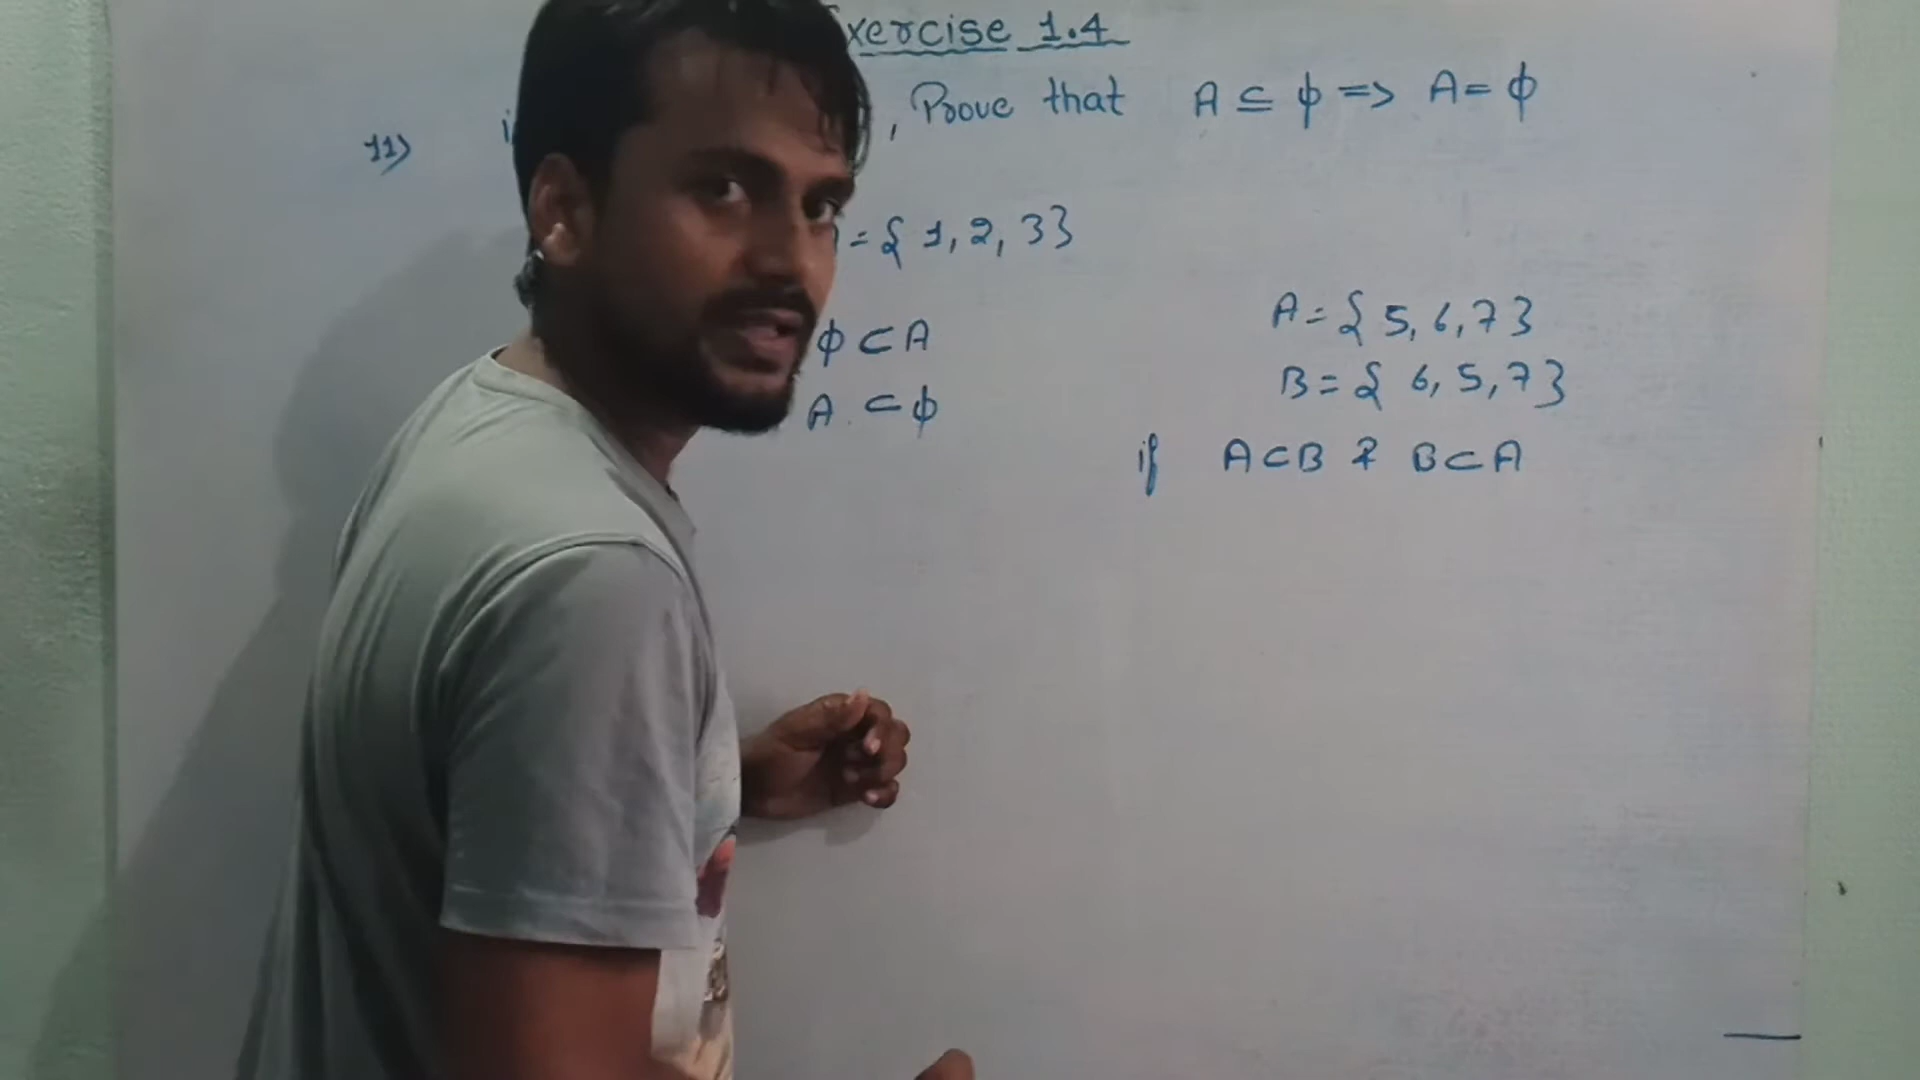 xercise 1.4
11) , Prove that A ⊆ ϕ => A = ϕ
= { 1, 2, 3}
ϕ ⊂ A
A . ⊂ ϕ
A = { 5, 6, 7 }
B = { 6, 5, 7 }
if A ⊂ B & B ⊂ A